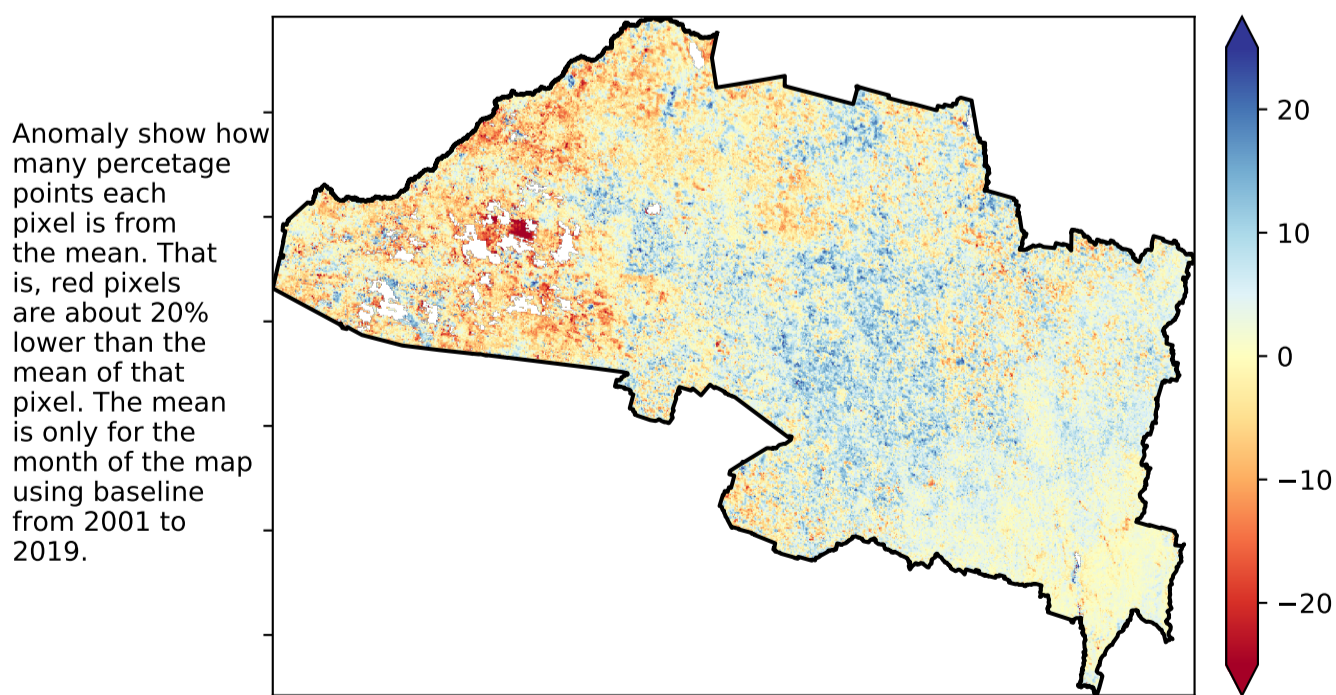 Anomaly show how
many percetage
points each
pixel is from
the mean. That
is, red pixels
are about 20%
lower than the
mean of that
pixel. The mean
is only for the
month of the map
using baseline
from 2001 to
2019.
20
10
0
−10
−20